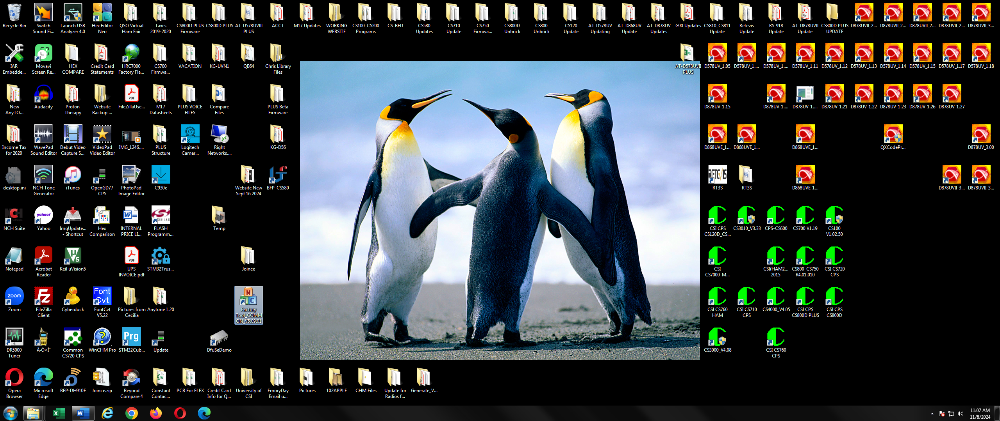 Recycle Bin
Switch
Sound Fi...
Launch USB
Analyzer 4.0
Hex Editor
Neo
QSO Virtual
Ham Fair
Taxes
2019-2020
CS800D PLUS
Firmware
CS800D PLUS
AT-D578UVIII
PLUS
ACCT
M17 Updates
WORKING
WEBSITE
CS100-CS200
Programs
CS-BFD
CS580
Updates
CS710
Update
CS750
Firmwa...
CS800D
Unbrick
CS800
Unbrick
CS120
Update
AT-D578UV
Updating
AT-D868UV
Update
AT-D878UV
Updates
G90 Updates
CS810_CS811
Update
Retevis
Update
RS-918
Update
AT-D878UVII
Update
CS800D PLUS
UPDATE
D878UVII_2...
D878UVII_2...
D878UVII_2...
D878UVII_2...
D878UVII_3...
IAR
Embedde...
Movavi
Screen Re...
HEX
COMPARE
Credit Card
Statements
HRC7000
Factory Fla...
CS700
Firmwa...
VACATION
KG-UVN1
QB64
Chris Library
Files
AT-D578UVII
PLUS
D578UV_1.05
D578UV_1....
D578UV_1....
D578UV_1.11
D578UV_1.12
D578UV_1.13
D578UV_1.14
D578UV_1.15
D578UV_1.17
D578UV_1.18
New
AnyTO...
Audacity
Proton
Therapy
Website
Backup ...
PDF
FileZillaUse...
M17
Datasheets
PLUS VOICE
FILES
Compare
Files
PLUS Beta
Firmware
D878UV_1.15
D878UV_1....
D878UV_1....
D878UV_1.21
D878UV_1.22
D878UV_1.23
D878UV_1.26
D878UV_1.27
Income Tax
for 2020
WavePad
Sound Editor
Debut Video
Capture S...
VideoPad
Video Editor
IMG_1246....
PLUS
Structure
Logitech
Camer...
Right
Networks....
KG-D56
D868UVE_1...
D868UVE_1...
D868UVE_1...
QXCodePr...
D878UV_3.00
desktop.ini
NCH Tone
Generator
iTunes
OpenGD77
CPS
PhotoPad
Image Editor
C930e
Website New
Sept 16 2024
BFP-CS580
RETEVIS
RT3S
RT3S
D868UVE_1...
D878UVII_3...
D878UVII_3...
NCH Suite
yahoo!
Yahoo
ImgUpdate...
- Shortcut
Hex
Comparison
INTERNAL
PRICE LI...
FLASH
Programm...
Temp
CSI CPS
CS120D_CS...
CS3010_V3.33
CPS-CS600
CS700 V1.19
CS100
V1.02.50
Notepad
Acrobat
Reader
Keil uVision5
PDF
UPS
INVOICE.pdf
STM32Trus...
Joince
CSI
CS7000-M...
CSI(HAM2...
2015
CS800_CS750
R4.01.010
CSI CS720
CPS
zoom
Zoom
FileZilla
Client
Cyberduck
Font
Cvt
FontCvt
V5.22
Pictures from
Cecilia
Anytone 1.20
Factory
Tool_COMM
ON_V5.09.01
CSI CS760
HAM
CSI CS710
CPS
CS4000_V4.05
CSI CPS
CS800D PLUS
CSI CPS
CS800D
DR5000
Tuner
Â·Ò×Í¨
Common
CS720 CPS
WinCHM Pro
Prg
STM32Cub...
Update
DfuSeDemo
CS3000_V4.08
CSI CS760
CPS
Opera
Browser
Microsoft
Edge
BFP-DH910F
Joince.zip
Beyond
Compare 4
Constant
Contac...
PCB For FLEX
Credit Card
Info for Q...
University of
CSI
EmoryDay
Email u...
Pictures
102APPLE
CHM Files
Update for
Radios f...
Generate_V...
11:07 AM
11/8/2024